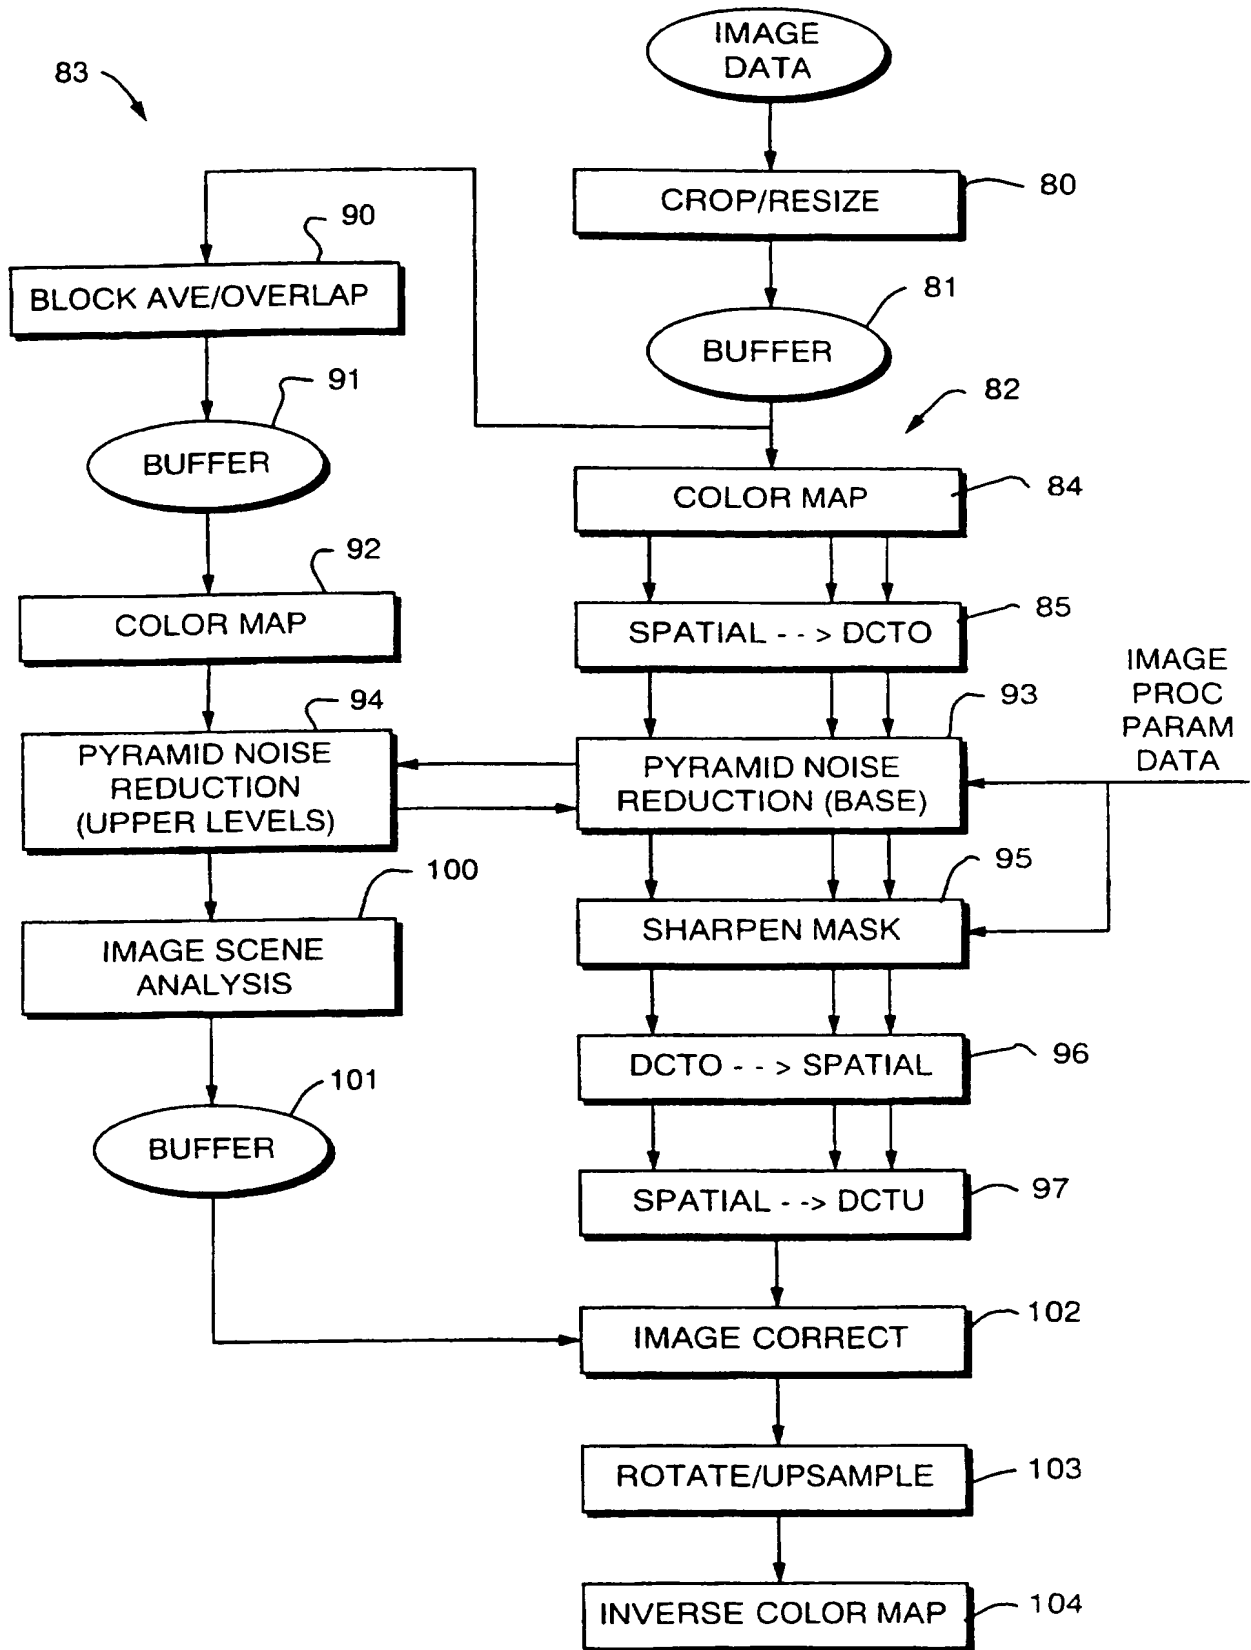 IMAGE
DATA
83
CROP/RESIZE
80
90
BLOCK AVE/OVERLAP
81
BUFFER
91
82
BUFFER
COLOR MAP
84
92
COLOR MAP
SPATIAL - - > DCTO
85
IMAGE
PROC
PARAM
DATA
94
PYRAMID NOISE
REDUCTION
(UPPER LEVELS)
93
PYRAMID NOISE
REDUCTION (BASE)
100
IMAGE SCENE
ANALYSIS
95
SHARPEN MASK
DCTO - - > SPATIAL
96
101
BUFFER
SPATIAL - -> DCTU
97
IMAGE CORRECT
102
ROTATE/UPSAMPLE
103
INVERSE COLOR MAP
104